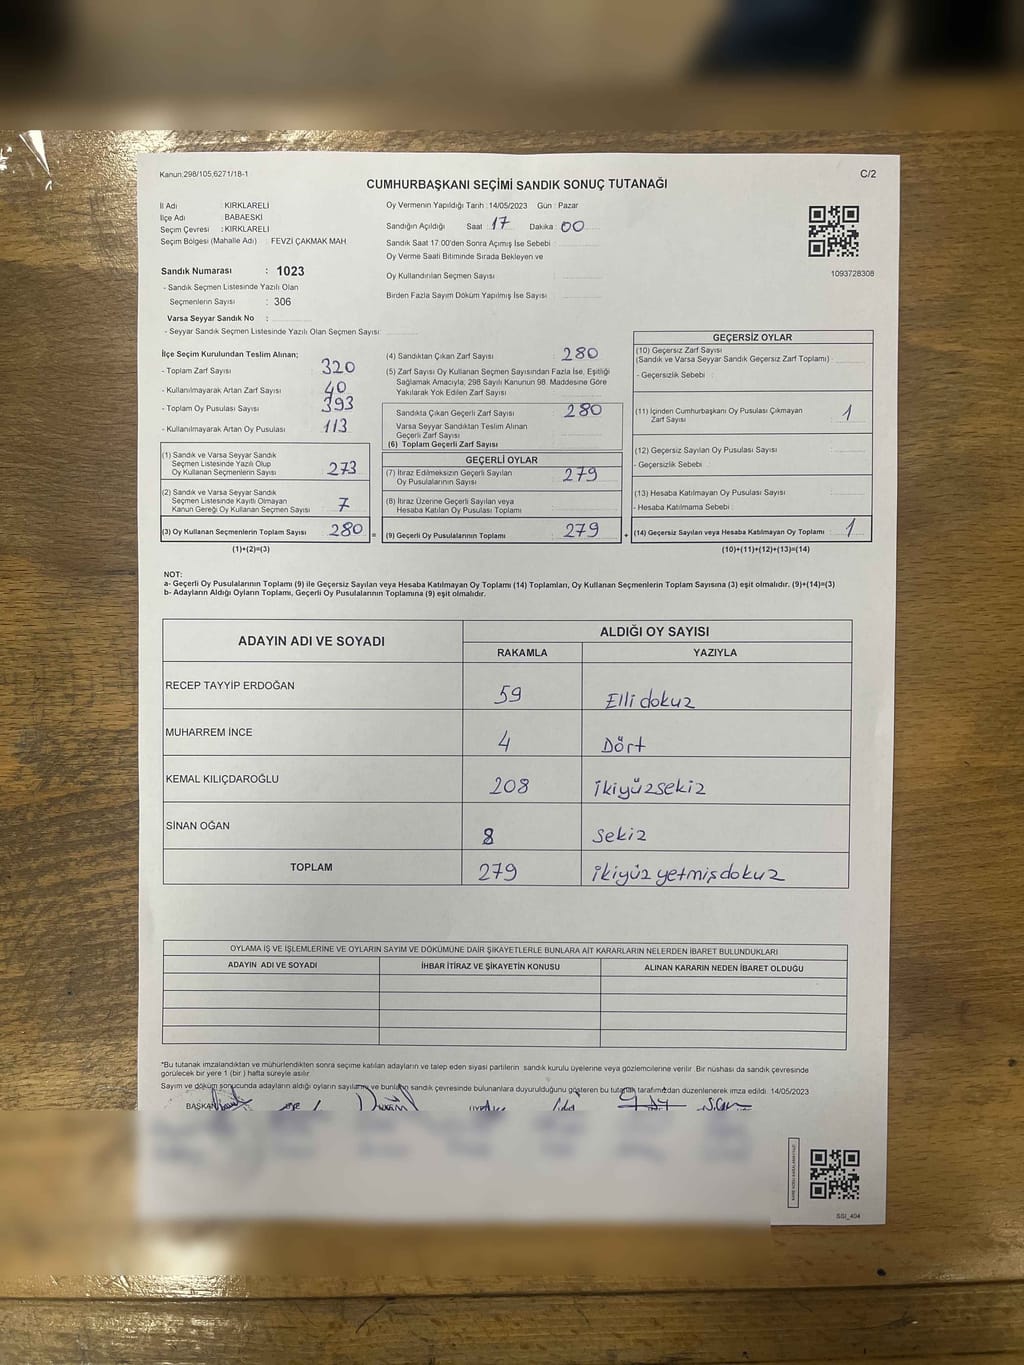 Kanun:298/105,6271/18-1
C/2
CUMHURBAŞKANI SEÇİMİ SANDIK SONUÇ TUTANAĞI
İl Adı : KIRKLARELİ
İlçe Adı : BABAESKİ
Seçim Çevresi : KIRKLARELİ
Seçim Bölgesi (Mahalle Adı) : FEVZİ ÇAKMAK MAH
Oy Vermenin Yapıldığı Tarih : 14/05/2023 Gün : Pazar
Sandığın Açıldığı Saat : 17 Dakika : 00
Sandık Saat 17:00'den Sonra Açmış İse Sebebi :
Oy Verme Saati Bitiminde Sırada Bekleyen ve
Oy Kullandırılan Seçmen Sayısı :
Birden Fazla Sayım Döküm Yapılmış İse Sayısı :
1093728308
Sandık Numarası : 1023
- Sandık Seçmen Listesinde Yazılı Olan
Seçmenlerin Sayısı : 306
Varsa Seyyar Sandık No :
- Seyyar Sandık Seçmen Listesinde Yazılı Olan Seçmen Sayısı:
İlçe Seçim Kurulundan Teslim Alınan;
- Toplam Zarf Sayısı : 320
- Kullanılmayarak Artan Zarf Sayısı : 40
- Toplam Oy Pusulası Sayısı : 393
- Kullanılmayarak Artan Oy Pusulası : 113
(1) Sandık ve Varsa Seyyar Sandık
Seçmen Listesinde Yazılı Olup
Oy Kullanan Seçmenlerin Sayısı : 273
(2) Sandık ve Varsa Seyyar Sandık
Seçmen Listesinde Kayıtlı Olmayan
Kanun Gereği Oy Kullanan Seçmen Sayısı : 7
(3) Oy Kullanan Seçmenlerin Toplam Sayısı : 280 =
(1)+(2)=(3)
(4) Sandıktan Çıkan Zarf Sayısı : 280
(5) Zarf Sayısı Oy Kullanan Seçmen Sayısından Fazla İse, Eşitliği
Sağlamak Amacıyla; 298 Sayılı Kanunun 98. Maddesine Göre
Yakılarak Yok Edilen Zarf Sayısı :
Sandıkta Çıkan Geçerli Zarf Sayısı : 280
Varsa Seyyar Sandıktan Teslim Alınan
Geçerli Zarf Sayısı :
(6) Toplam Geçerli Zarf Sayısı
GEÇERLİ OYLAR
(7) İtiraz Edilmeksizin Geçerli Sayılan
Oy Pusulalarının Sayısı : 279
(8) İtiraz Üzerine Geçerli Sayılan veya
Hesaba Katılan Oy Pusulası Toplamı :
(9) Geçerli Oy Pusulalarının Toplamı : 279 +
GEÇERSİZ OYLAR
(10) Geçersiz Zarf Sayısı
(Sandık ve Varsa Seyyar Sandık Geçersiz Zarf Toplamı) :
- Geçersizlik Sebebi :
(11) İçinden Cumhurbaşkanı Oy Pusulası Çıkmayan
Zarf Sayısı : 1
(12) Geçersiz Sayılan Oy Pusulası Sayısı :
- Geçersizlik Sebebi :
(13) Hesaba Katılmayan Oy Pusulası Sayısı :
- Hesaba Katılmama Sebebi :
(14) Geçersiz Sayılan veya Hesaba Katılmayan Oy Toplamı : 1
(10)+(11)+(12)+(13)=(14)
NOT:
a- Geçerli Oy Pusulalarının Toplamı (9) ile Geçersiz Sayılan veya Hesaba Katılmayan Oy Toplamı (14) Toplamları, Oy Kullanan Seçmenlerin Toplam Sayısına (3) eşit olmalıdır. (9)+(14)=(3)
b- Adayların Aldığı Oyların Toplamı, Geçerli Oy Pusulalarının Toplamına (9) eşit olmalıdır.
ADAYIN ADI VE SOYADI
ALDIĞI OY SAYISI
RAKAMLA YAZIYLA
RECEP TAYYİP ERDOĞAN 59 Elli dokuz
MUHARREM İNCE 4 Dört
KEMAL KILIÇDAROĞLU 208 ikiyüzsekiz
SİNAN OĞAN 8 sekiz
TOPLAM 279 ikiyüz yetmişdokuz
OYLAMA İŞ VE İŞLEMLERİNE VE OYLARIN SAYIM VE DÖKÜMÜNE DAİR ŞİKAYETLERLE BUNLARA AİT KARARLARIN NELERDEN İBARET BULUNDUKLARI
ADAYIN ADI VE SOYADI İHBAR İTİRAZ VE ŞİKAYETİN KONUSU ALINAN KARARIN NEDEN İBARET OLDUĞU
*Bu tutanak imzalandıktan ve mühürlendikten sonra seçime katılan adayların ve talep eden siyasi partilerin sandık kurulu üyelerine veya gözlemcilerine verilir. Bir nüshası da sandık çevresinde
görülecek bir yere 1 (bir ) hafta süreyle asılır.
Sayım ve döküm sonucunda adayların aldığı oyların sayılarını ve bunların sandık çevresinde bulunanlara duyurulduğunu gösteren bu tutanak tarafımızdan düzenlenerek imza edildi. 14/05/2023
BAŞKAN
SSI_404